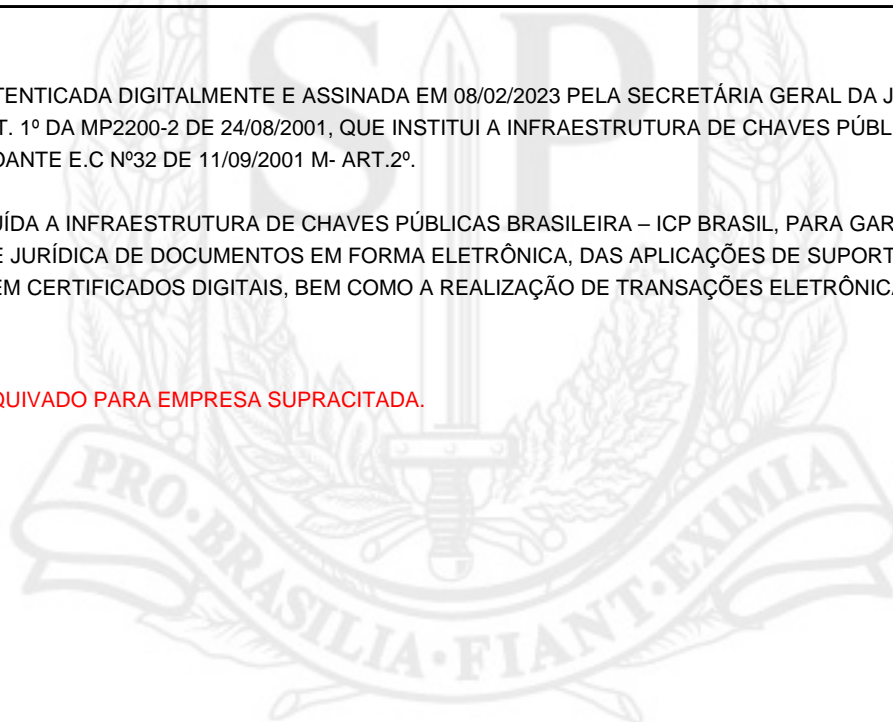 SP
TENTICADA DIGITALMENTE E ASSINADA EM 08/02/2023 PELA SECRETÁRIA GERAL DA J
T. 1º DA MP2200-2 DE 24/08/2001, QUE INSTITUI A INFRAESTRUTURA DE CHAVES PÚBL
DANTE E.C Nº32 DE 11/09/2001 M- ART.2º.
UÍDA A INFRAESTRUTURA DE CHAVES PÚBLICAS BRASILEIRA – ICP BRASIL, PARA GAR
E JURÍDICA DE DOCUMENTOS EM FORMA ELETRÔNICA, DAS APLICAÇÕES DE SUPORT
EM CERTIFICADOS DIGITAIS, BEM COMO A REALIZAÇÃO DE TRANSAÇÕES ELETRÔNICA
QUIVADO PARA EMPRESA SUPRACITADA.
PRO·BRASILIA·FIANT·EXIMIA